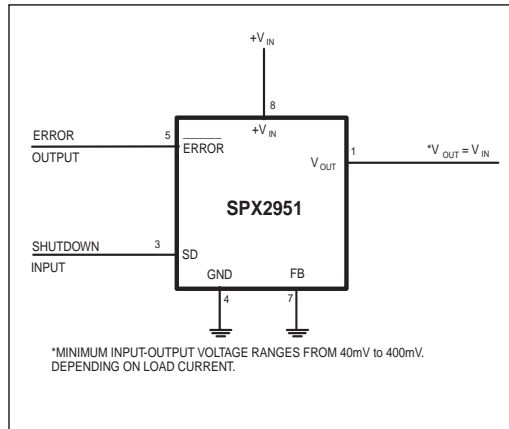 +V IN
8
+V IN
ERROR
OUTPUT
5
ERROR
V OUT
1
*V OUT = V IN
SPX2951
SHUTDOWN
INPUT
3
SD
GND
FB
4
7
*MINIMUM INPUT-OUTPUT VOLTAGE RANGES FROM 40mV to 400mV.
DEPENDING ON LOAD CURRENT.